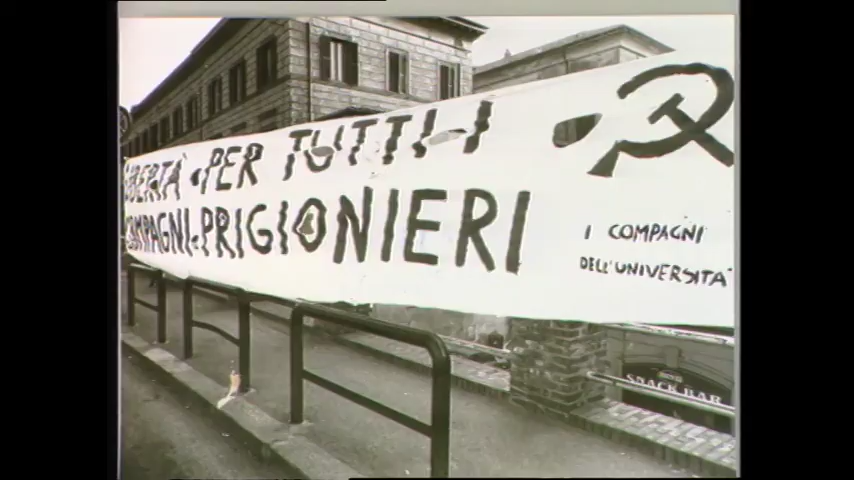 LIBERTA' PER TUTTI I
COMPAGNI PRIGIONIERI
I COMPAGNI
DELL'UNIVERSITA'
SNACK BAR